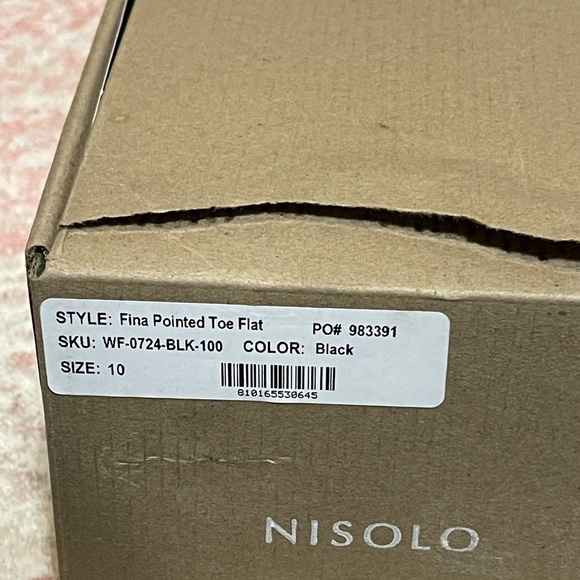 STYLE: Fina Pointed Toe Flat PO# 983391
SKU: WF-0724-BLK-100 COLOR: Black
SIZE: 10
810165530645
NISOLO